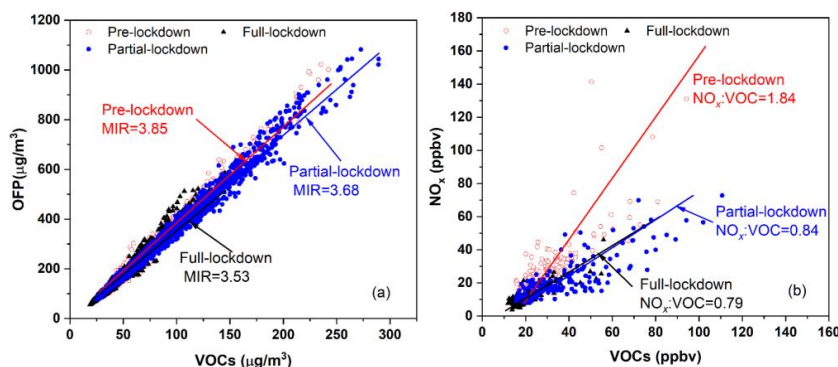 Pre-lockdown Full-lockdown
Partial-lockdown
OFP(μg/m³)
1200
1000
800
600
400
200
0
Pre-lockdown
MIR=3.85
Partial-lockdown
MIR=3.68
Full-lockdown
MIR=3.53
(a)
0 50 100 150 200 250 300
VOCs (μg/m³)
Pre-lockdown Full-lockdown
Partial-lockdown
NOx (ppbv)
180
160
140
120
100
80
60
40
20
0
Pre-lockdown
NOx:VOC=1.84
Partial-lockdown
NOx:VOC=0.84
Full-lockdown
NOx:VOC=0.79
(b)
0 20 40 60 80 100 120 140 160
VOCs (ppbv)